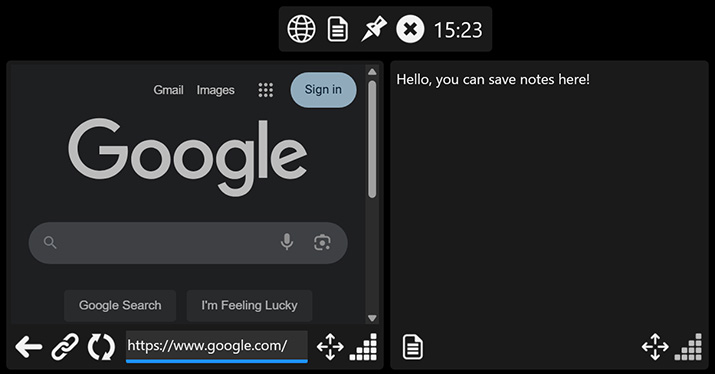 15:23
Gmail Images Sign in
Google
Google Search I'm Feeling Lucky
https://www.google.com/
Hello, you can save notes here!